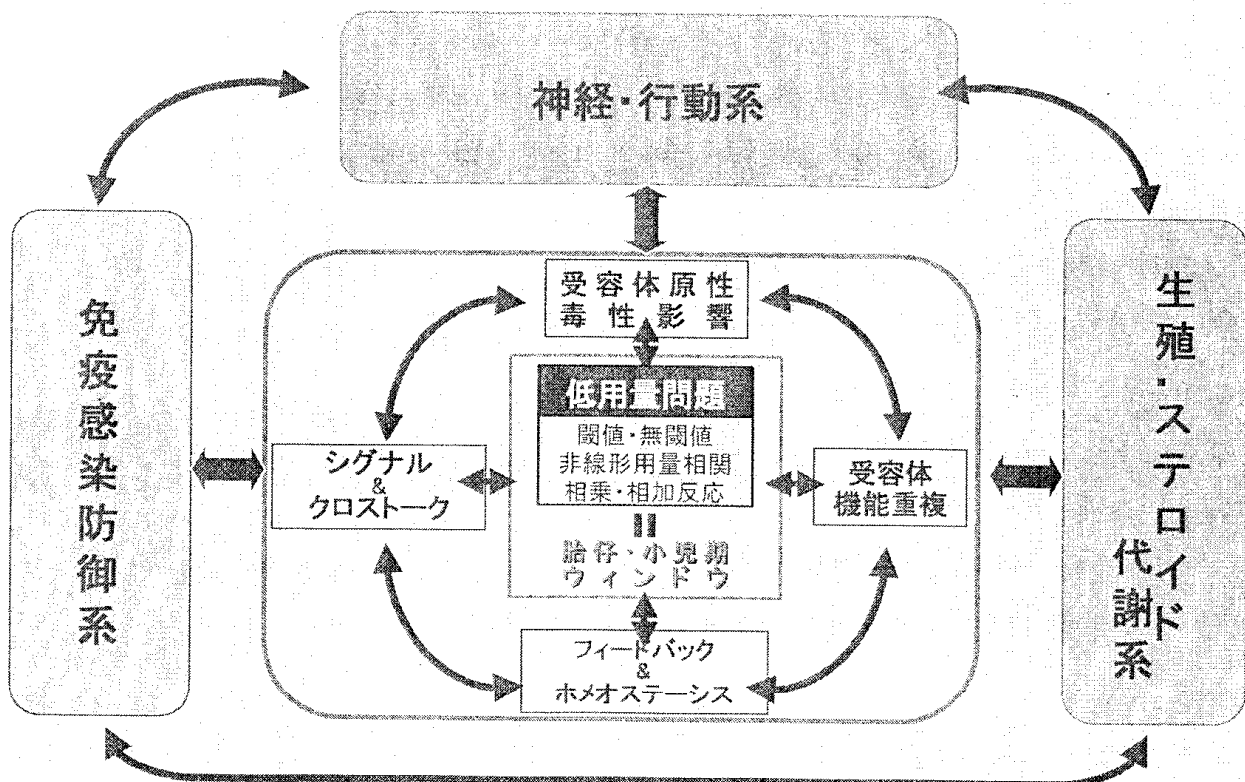 神経・行動系
免疫感染防御系
生殖・ステロイド
代謝系
受容体原性
毒性影響
低用量問題
閾値・無閾値
非線形用量相関
相乗・相加反応
シグナル
&
クロストーク
受容体
機能重複
胎仔・小児期
ウィンドウ
フィードバック
&
ホメオステーシス